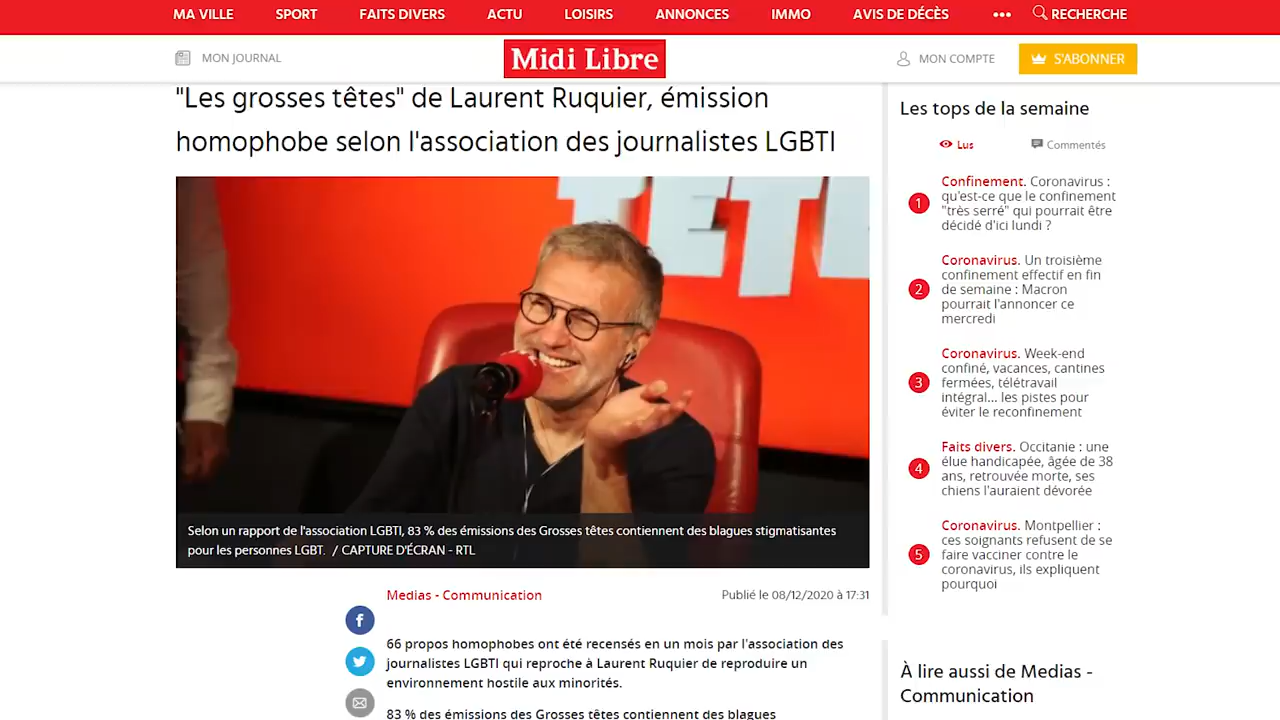 MA VILLE SPORT FAITS DIVERS ACTU LOISIRS ANNONCES IMMO AVIS DE DÉCÈS ••• RECHERCHE
MON JOURNAL
Midi Libre
MON COMPTE
S'ABONNER
"Les grosses têtes" de Laurent Ruquier, émission
homophobe selon l'association des journalistes LGBTI
TÊTE
Selon un rapport de l'association LGBTI, 83 % des émissions des Grosses têtes contiennent des blagues stigmatisantes
pour les personnes LGBT. / CAPTURE D'ÉCRAN - RTL
Medias - Communication
Publié le 08/12/2020 à 17:31
66 propos homophobes ont été recensés en un mois par l'association des
journalistes LGBTI qui reproche à Laurent Ruquier de reproduire un
environnement hostile aux minorités.
83 % des émissions des Grosses têtes contiennent des blagues
Les tops de la semaine
Lus
Commentés
1
Confinement. Coronavirus :
qu'est-ce que le confinement
"très serré" qui pourrait être
décidé d'ici lundi ?
2
Coronavirus. Un troisième
confinement effectif en fin
de semaine : Macron
pourrait l'annoncer ce
mercredi
3
Coronavirus. Week-end
confiné, vacances, cantines
fermées, télétravail
intégral... les pistes pour
éviter le reconfinement
4
Faits divers. Occitanie : une
élue handicapée, âgée de 38
ans, retrouvée morte, ses
chiens l'auraient dévorée
5
Coronavirus. Montpellier :
ces soignants refusent de se
faire vacciner contre le
coronavirus, ils expliquent
pourquoi
À lire aussi de Medias -
Communication